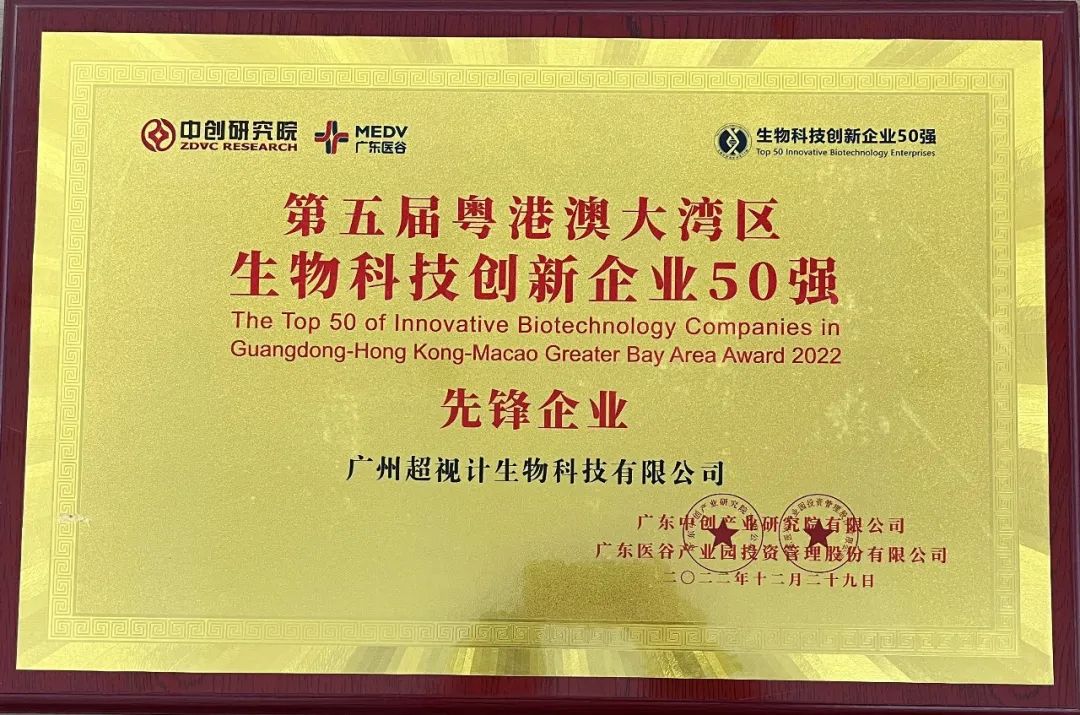 中创研究院
ZDVC RESEARCH
MEDV
广东医谷
生物科技创新企业50强
Top 50 Innovative Biotechnology Enterprises
第五届粤港澳大湾区
生物科技创新企业50强
The Top 50 of Innovative Biotechnology Companies in
Guangdong-Hong Kong-Macao Greater Bay Area Award 2022
先锋企业
广州超视计生物科技有限公司
广东中创产业研究院有限公司
广东医谷产业园投资管理股份有限公司
二〇二二年十二月二十九日